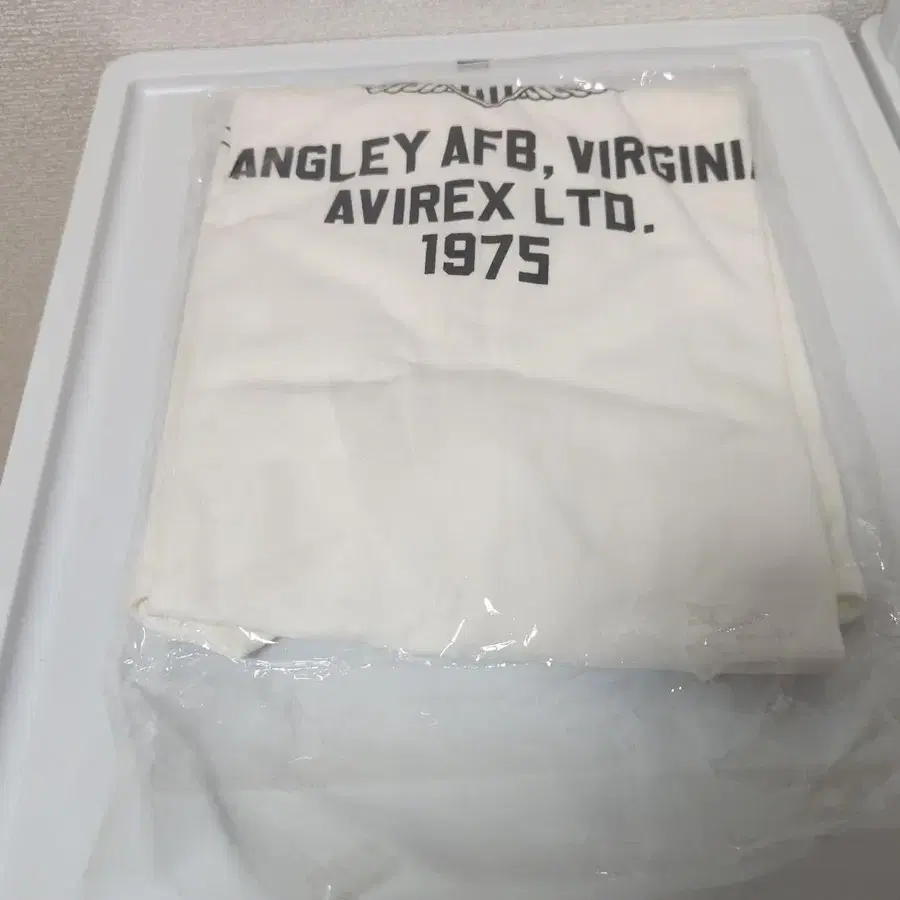 ANGLEY AFB, VIRGINI
AVIREX LTD.
1975